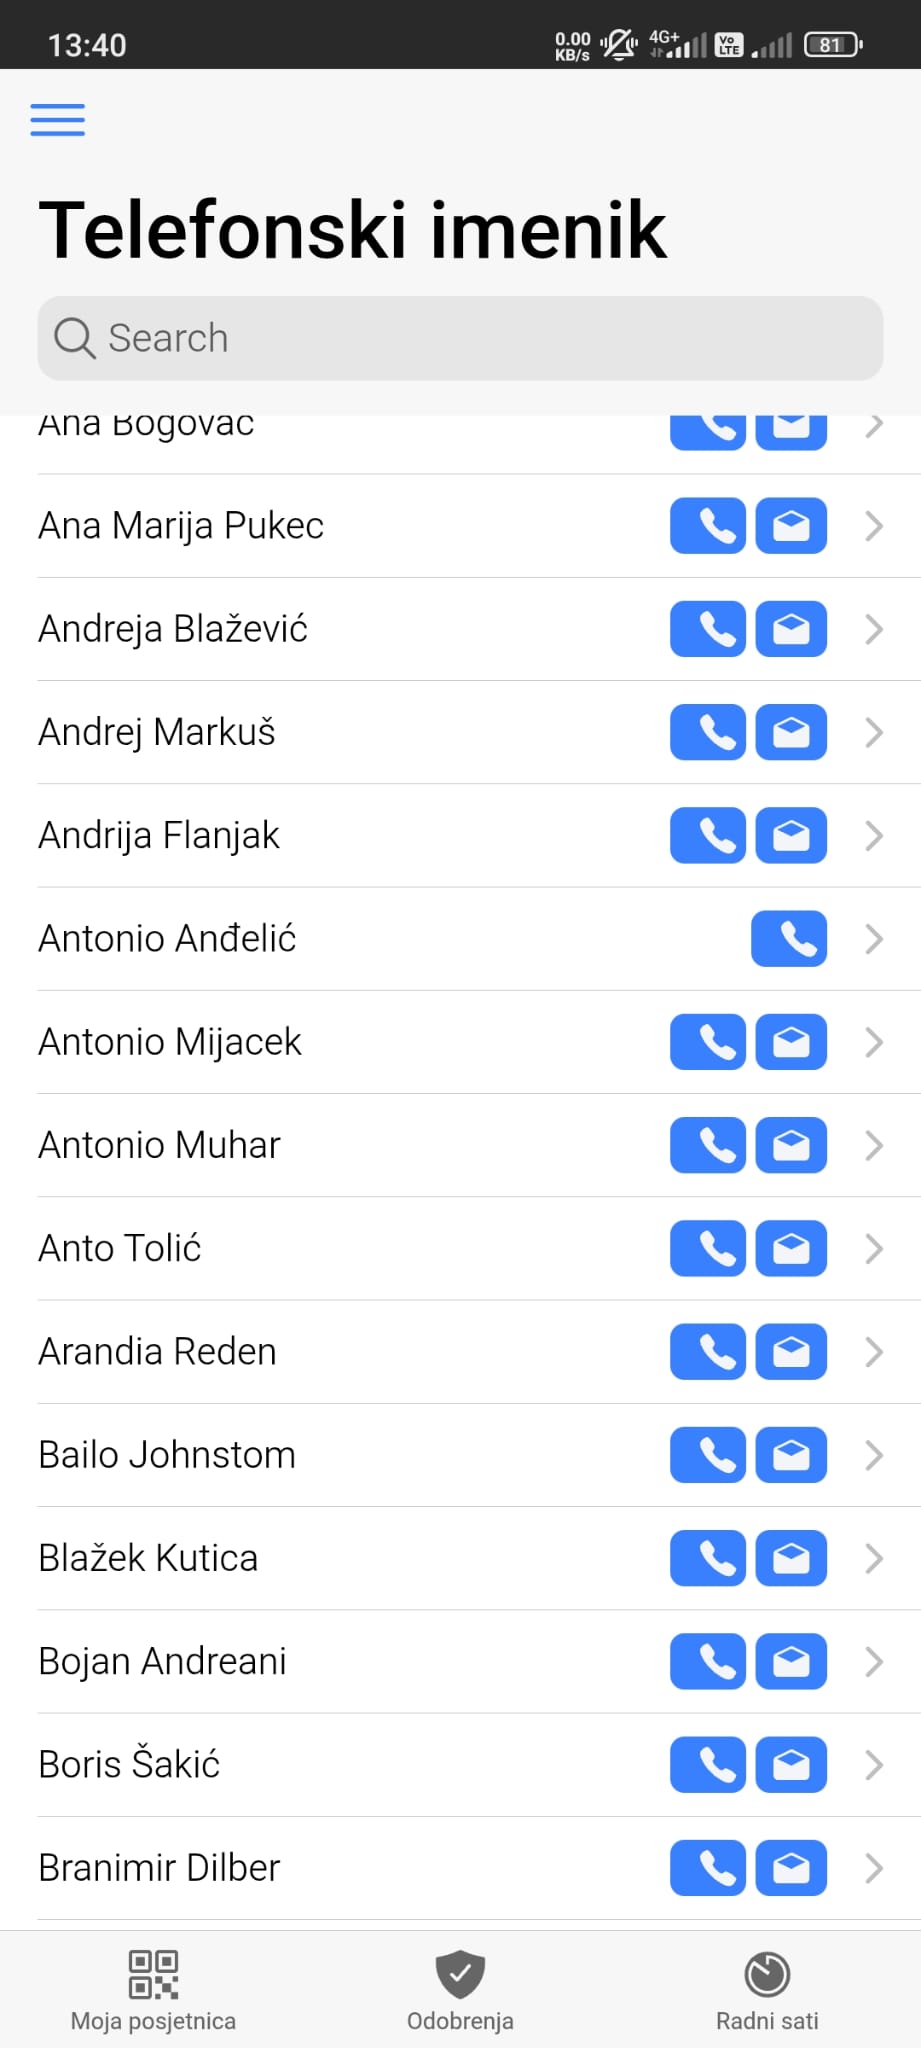 13:40
0.00
KB/s
4G+
Vo
LTE
81
Telefonski imenik
Search
Ana Bogovac
Ana Marija Pukec
Andreja Blažević
Andrej Markuš
Andrija Flanjak
Antonio Anđelić
Antonio Mijacek
Antonio Muhar
Anto Tolić
Arandia Reden
Bailo Johnstom
Blažek Kutica
Bojan Andreani
Boris Šakić
Branimir Dilber
Moja posjetnica
Odobrenja
Radni sati